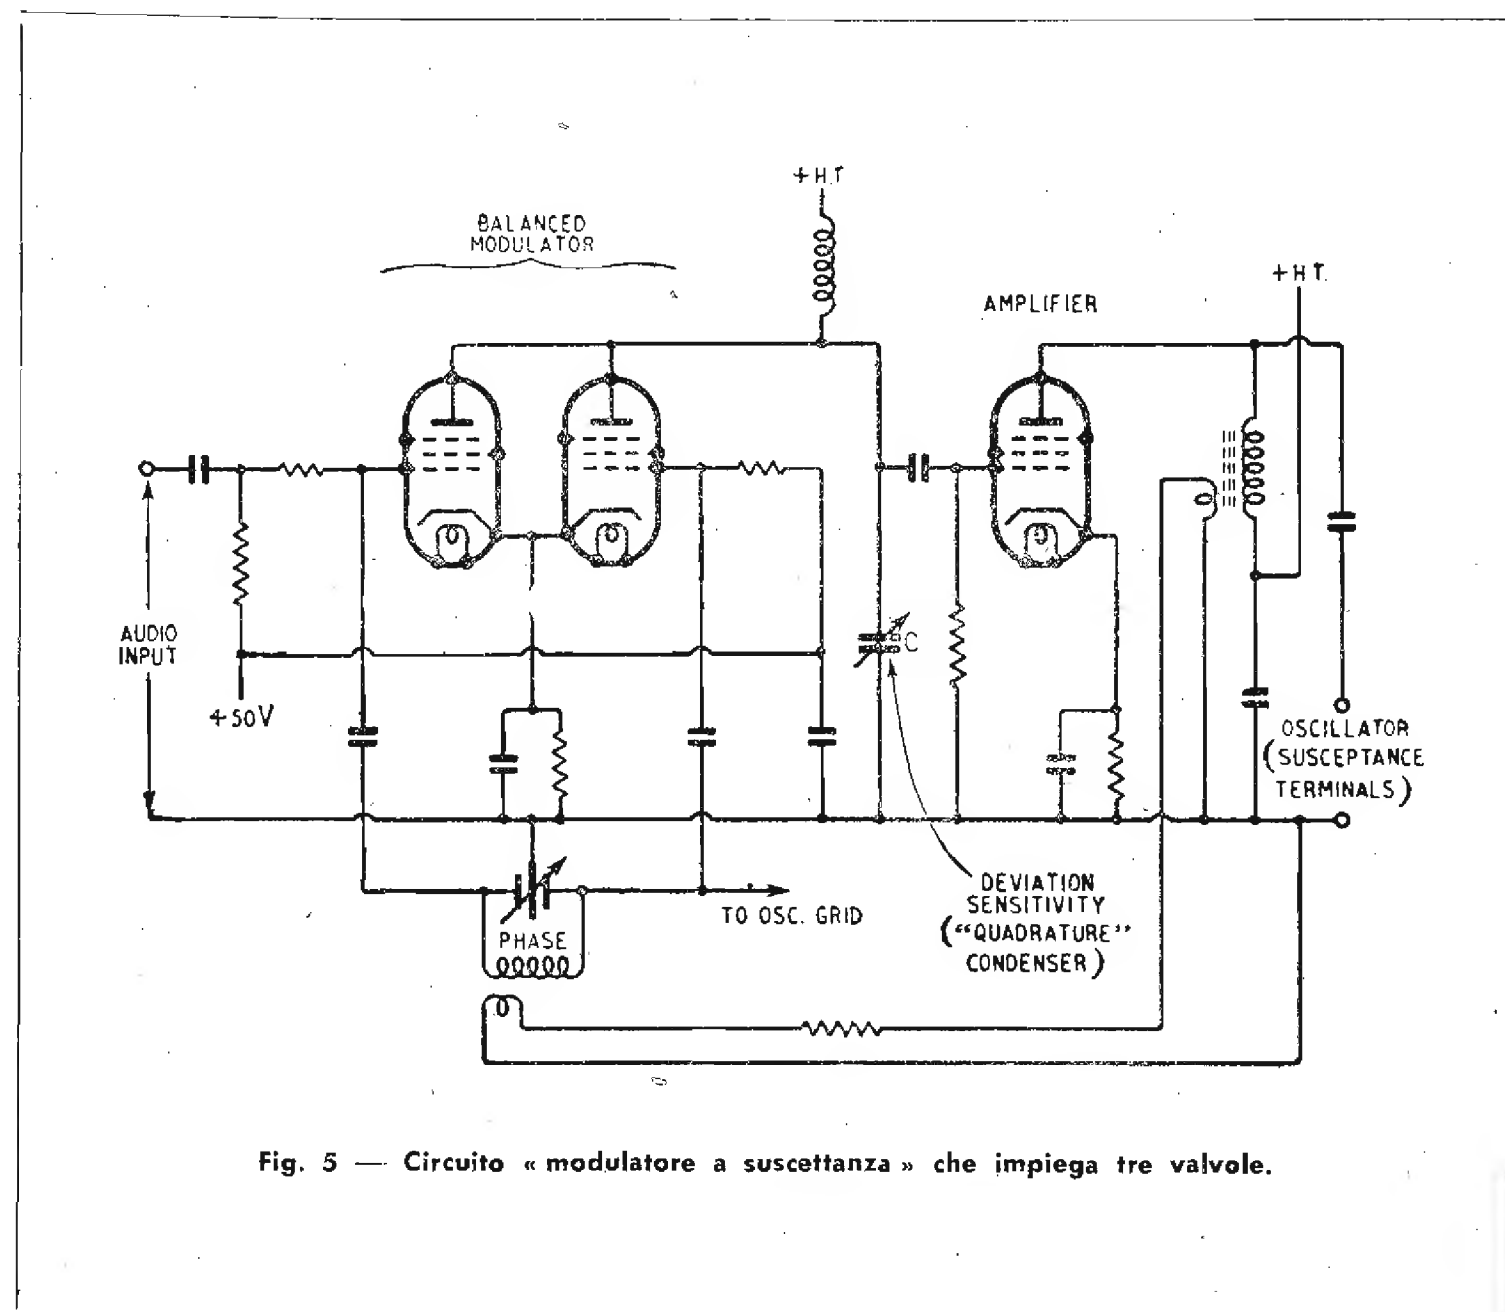 +H.T
BALANCED
MODULATOR
+H T.
AMPLIFIER
AUDIO
INPUT
C
+50V
OSCILLATOR
(SUSCEPTANCE
TERMINALS)
DEVIATION
SENSITIVITY
("QUADRATURE"
CONDENSER)
TO OSC. GRID
PHASE
Fig. 5 — Circuito « modulatore a suscettanza » che impiega tre valvole.